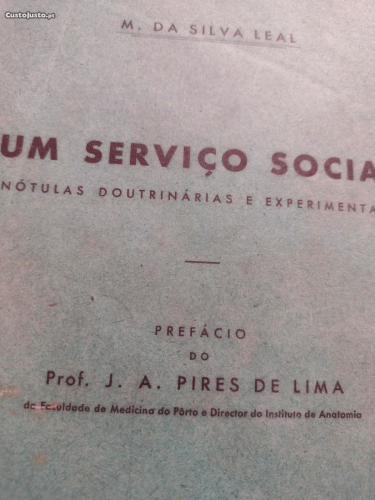 CustoJusto.pt
M. DA SILVA LEAL
UM SERVIÇO SOCIA
NÓTULAS DOUTRINÁRIAS E EXPERIMENTA
PREFÁCIO
DO
Prof. J. A. PIRES DE LIMA
da Faculdade de Medicina do Pôrto e Director do Instituto de Anatomia